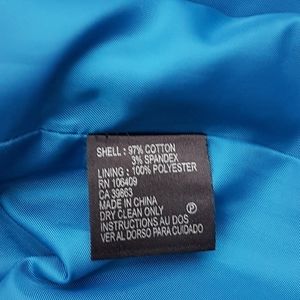 SHELL : 97% COTTON
3% SPANDEX
LINING : 100% POLYESTER
RN 106409
CA 39863
MADE IN CHINA
DRY CLEAN ONLY Ⓟ
INSTRUCTIONS AU DOS
VER AL DORSO PARA CUIDADO